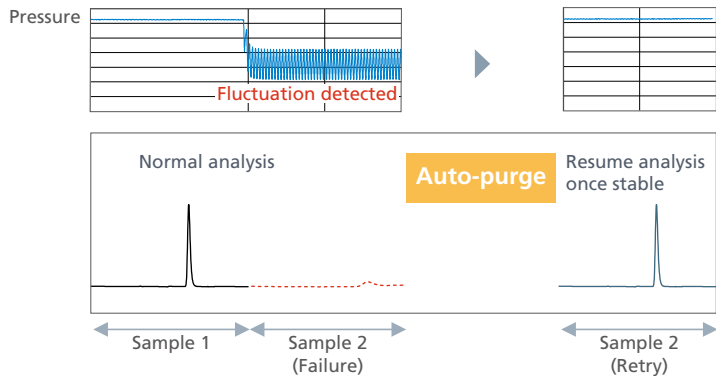 Pressure
Fluctuation detected
Normal analysis
Auto-purge
Resume analysis
once stable
Sample 1
Sample 2
(Failure)
Sample 2
(Retry)